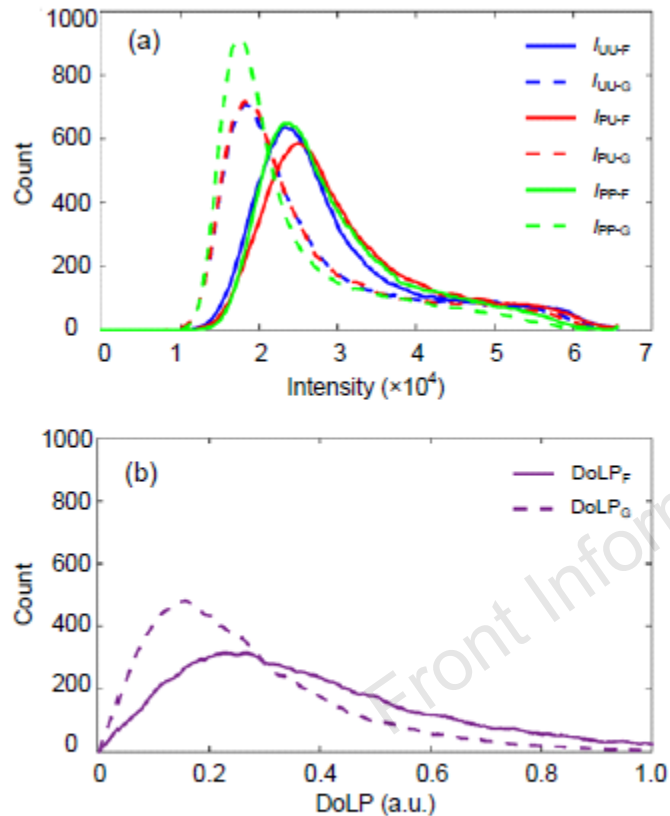 (a)
1000
800
600
400
200
0
Count
I_UU-F
I_UU-G
I_PU-F
I_PU-G
I_PP-F
I_PP-G
0 1 2 3 4 5 6 7
Intensity (×10⁴)
(b)
1000
800
600
400
200
0
Count
DoLP_F
DoLP_G
0 0.2 0.4 0.6 0.8 1.0
DoLP (a.u.)
Front Inform